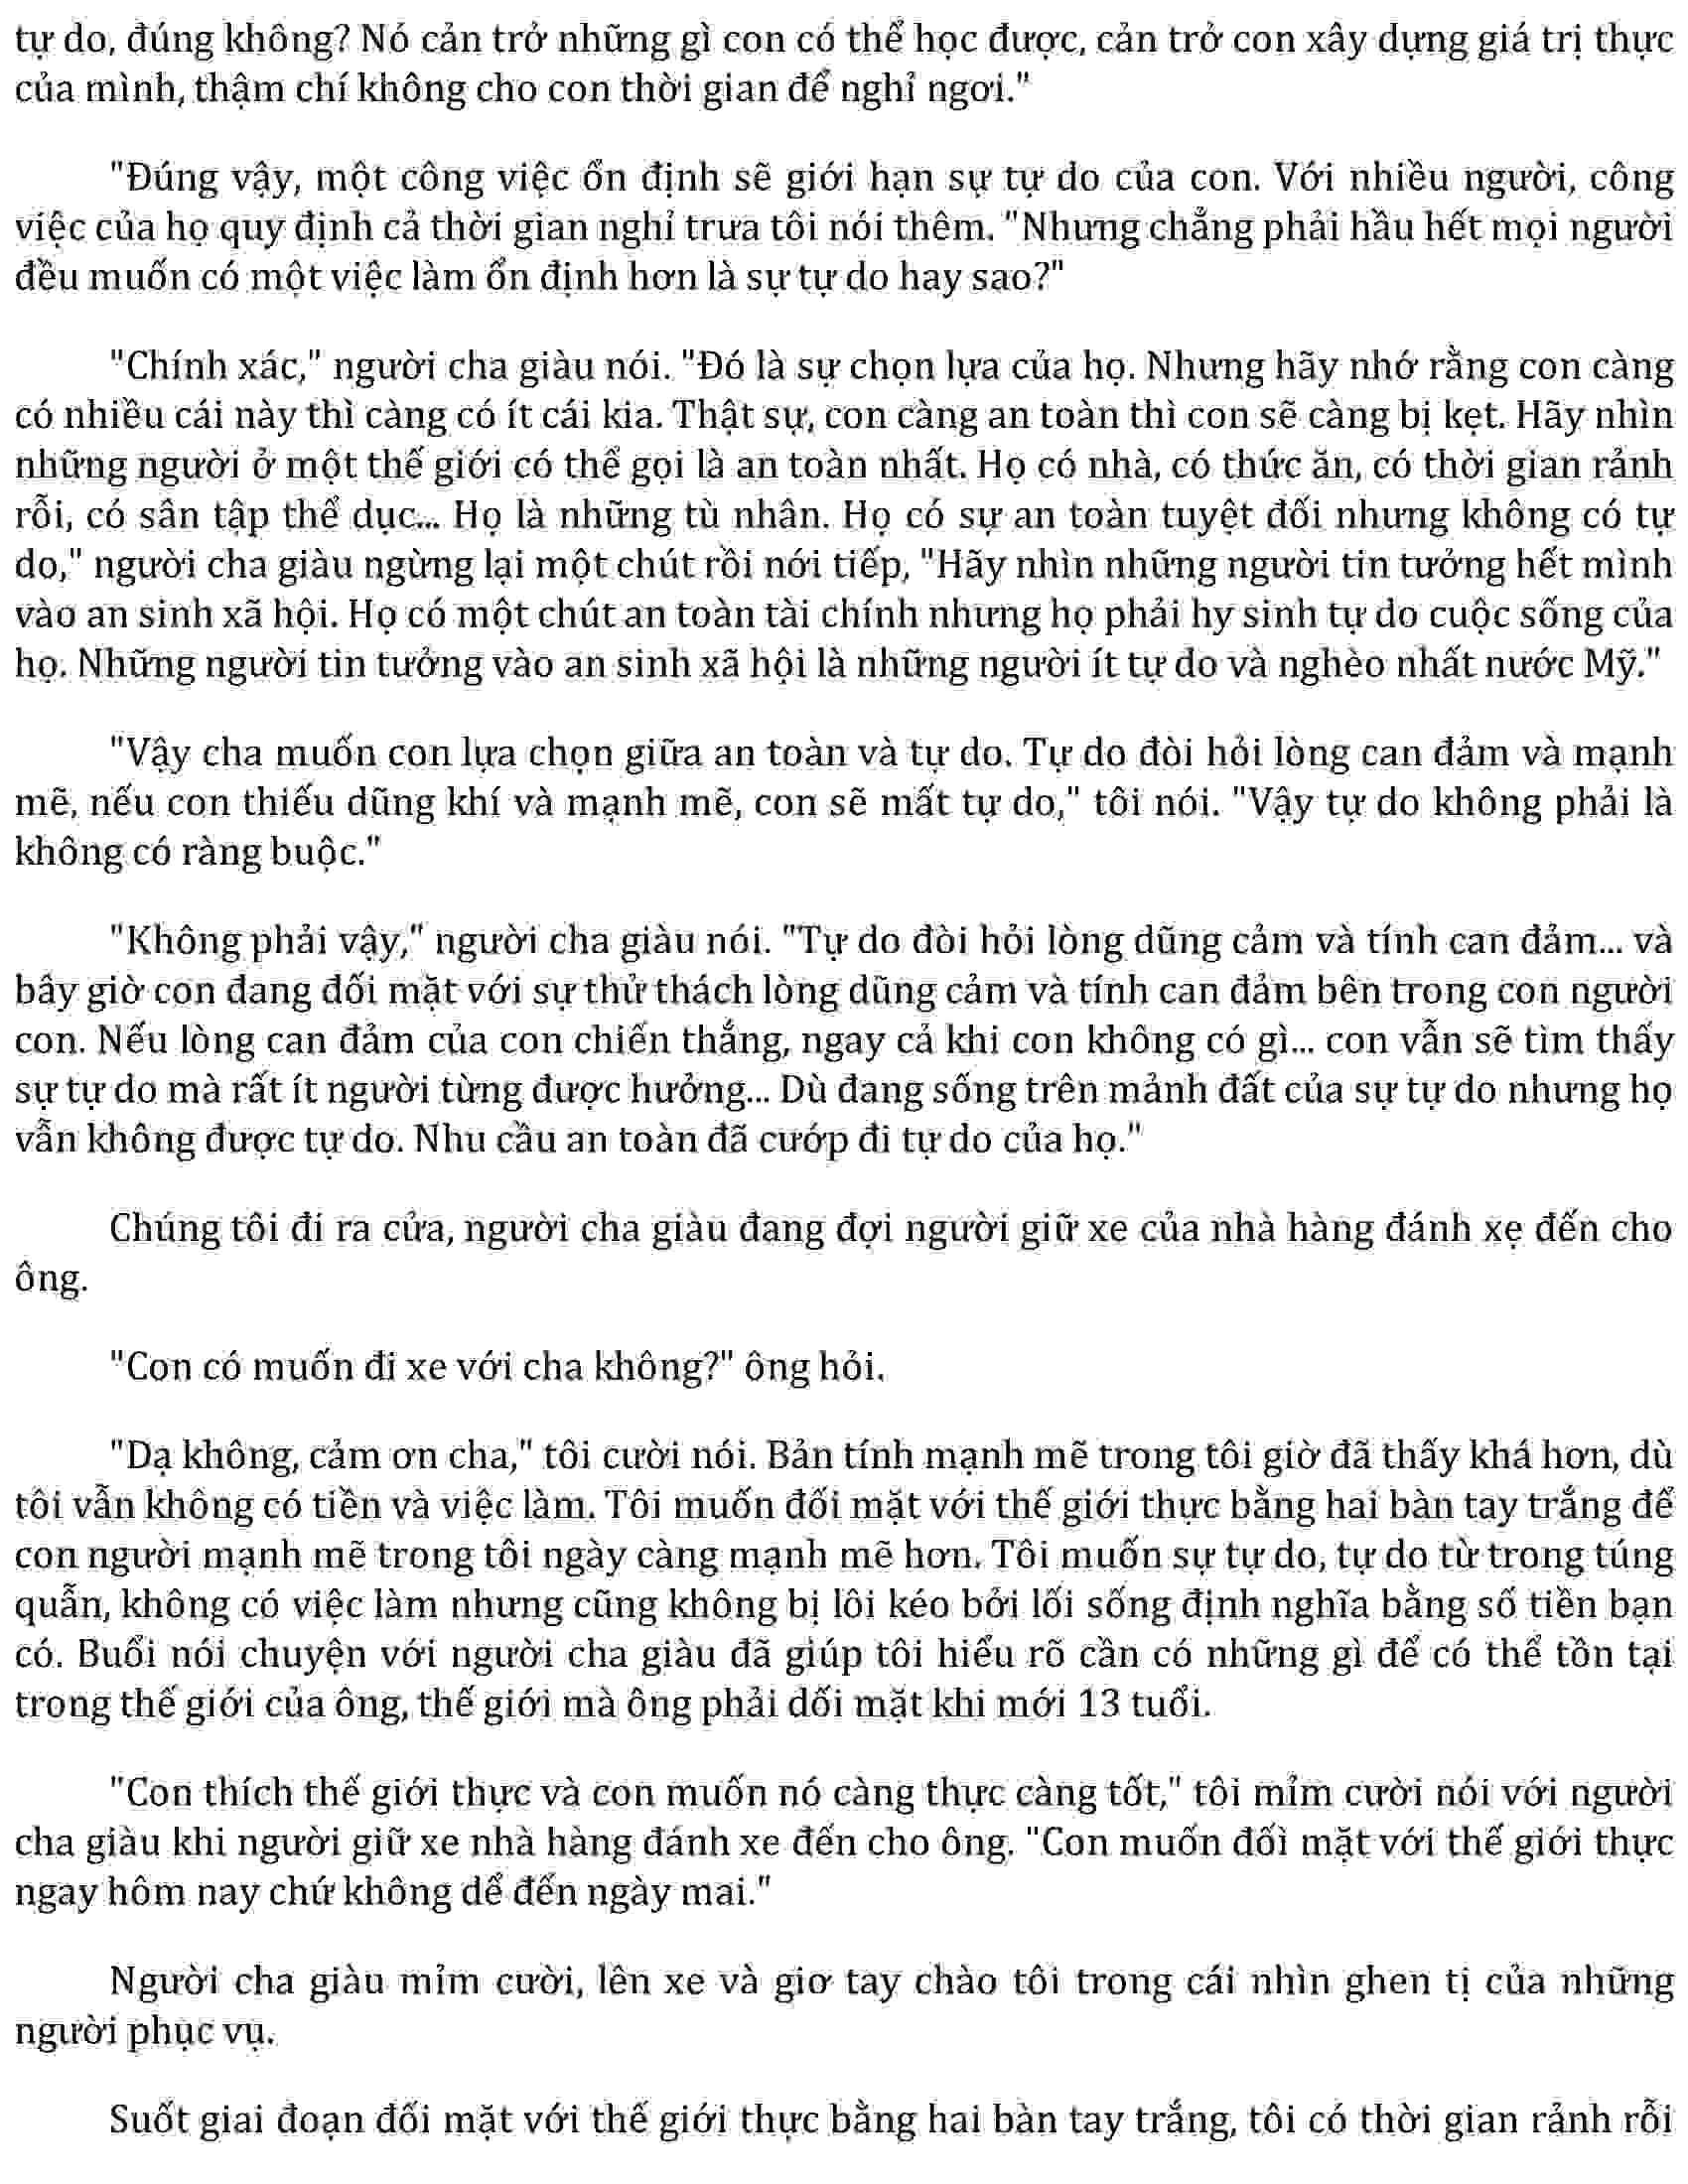 tự do, đúng không? Nó cản trở những gì con có thể học được, cản trở con xây dựng giá trị thực
của mình, thậm chí không cho con thời gian để nghỉ ngơi."
"Đúng vậy, một công việc ổn định sẽ giới hạn sự tự do của con. Với nhiều người, công
việc của họ quy định cả thời gian nghỉ trưa tôi nói thêm. "Nhưng chẳng phải hầu hết mọi người
đều muốn có một việc làm ổn định hơn là sự tự do hay sao?"
"Chính xác," người cha giàu nói. "Đó là sự chọn lựa của họ. Nhưng hãy nhớ rằng con càng
có nhiều cái này thì càng có ít cái kia. Thật sự, con càng an toàn thì con sẽ càng bị kẹt. Hãy nhìn
những người ở một thế giới có thể gọi là an toàn nhất. Họ có nhà, có thức ăn, có thời gian rảnh
rỗi, có sân tập thể dục... Họ là những tù nhân. Họ có sự an toàn tuyệt đối nhưng không có tự
do," người cha giàu ngừng lại một chút rồi nới tiếp, "Hãy nhìn những người tin tưởng hết mình
vào an sinh xã hội. Họ có một chút an toàn tài chính nhưng họ phải hy sinh tự do cuộc sống của
họ. Những người tin tưởng vào an sinh xã hội là những người ít tự do và nghèo nhất nước Mỹ."
"Vậy cha muốn con lựa chọn giữa an toàn và tự do. Tự do đòi hỏi lòng can đảm và mạnh
mẽ, nếu con thiếu dũng khí và mạnh mẽ, con sẽ mất tự do," tôi nói. "Vậy tự do không phải là
không có ràng buộc."
"Không phải vậy," người cha giàu nói. "Tự do đòi hỏi lòng dũng cảm và tính can đảm... và
bây giờ con đang đối mặt với sự thử thách lòng dũng cảm và tính can đảm bên trong con người
con. Nếu lòng can đảm của con chiến thắng, ngay cả khi con không có gì... con vẫn sẽ tìm thấy
sự tự do mà rất ít người từng được hưởng... Dù đang sống trên mảnh đất của sự tự do nhưng họ
vẫn không được tự do. Nhu cầu an toàn đã cướp đi tự do của họ."
Chúng tôi đi ra cửa, người cha giàu đang đợi người giữ xe của nhà hàng đánh xẹ đến cho
ông.
"Con có muốn đi xe với cha không?" ông hỏi.
"Dạ không, cảm ơn cha," tôi cười nói. Bản tính mạnh mẽ trong tôi giờ đã thấy khá hơn, dù
tôi vẫn không có tiền và việc làm. Tôi muốn đối mặt với thế giới thực bằng hai bàn tay trắng để
con người mạnh mẽ trong tôi ngày càng mạnh mẽ hơn. Tôi muốn sự tự do, tự do từ trong túng
quẫn, không có việc làm nhưng cũng không bị lôi kéo bởi lối sống định nghĩa bằng số tiền bạn
có. Buổi nói chuyện với người cha giàu đã giúp tôi hiểu rõ cần có những gì để có thể tồn tại
trong thế giới của ông, thế giới mà ông phải dối mặt khi mới 13 tuổi.
"Con thích thế giới thực và con muốn nó càng thực càng tốt," tôi mỉm cười nói với người
cha giàu khi người giữ xe nhà hàng đánh xe đến cho ông. "Con muốn đối mặt với thế giới thực
ngay hôm nay chứ không dể đến ngày mai."
Người cha giàu mỉm cười, lên xe và giơ tay chào tôi trong cái nhìn ghen tị của những
người phục vụ.
Suốt giai đoạn đối mặt với thế giới thực bằng hai bàn tay trắng, tôi có thời gian rảnh rỗi